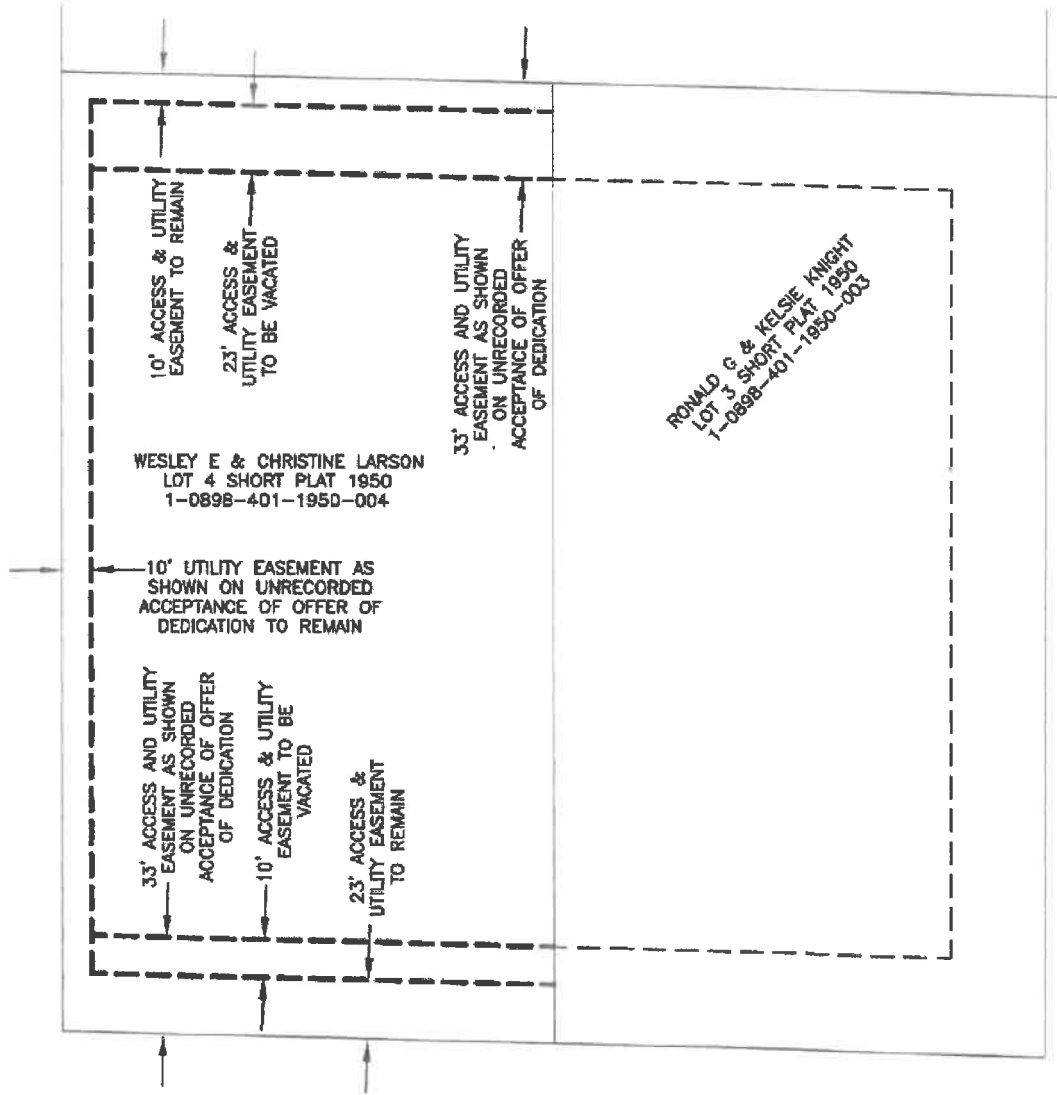 10' ACCESS & UTILITY
EASEMENT TO REMAIN
23' ACCESS &
UTILITY EASEMENT
TO BE VACATED
33' ACCESS AND UTILITY
EASEMENT AS SHOWN
ON UNRECORDED
ACCEPTANCE OF OFFER
OF DEDICATION
RONALD G & KELSIE KNIGHT
LOT 3 SHORT PLAT 1950
1-0898-401-1950-003
WESLEY E & CHRISTINE LARSON
LOT 4 SHORT PLAT 1950
1-0898-401-1950-004
10' UTILITY EASEMENT AS
SHOWN ON UNRECORDED
ACCEPTANCE OF OFFER OF
DEDICATION TO REMAIN
33' ACCESS AND UTILITY
EASEMENT AS SHOWN
ON UNRECORDED
ACCEPTANCE OF OFFER
OF DEDICATION
10' ACCESS & UTILITY
EASEMENT TO BE
VACATED
23' ACCESS &
UTILITY EASEMENT
TO REMAIN